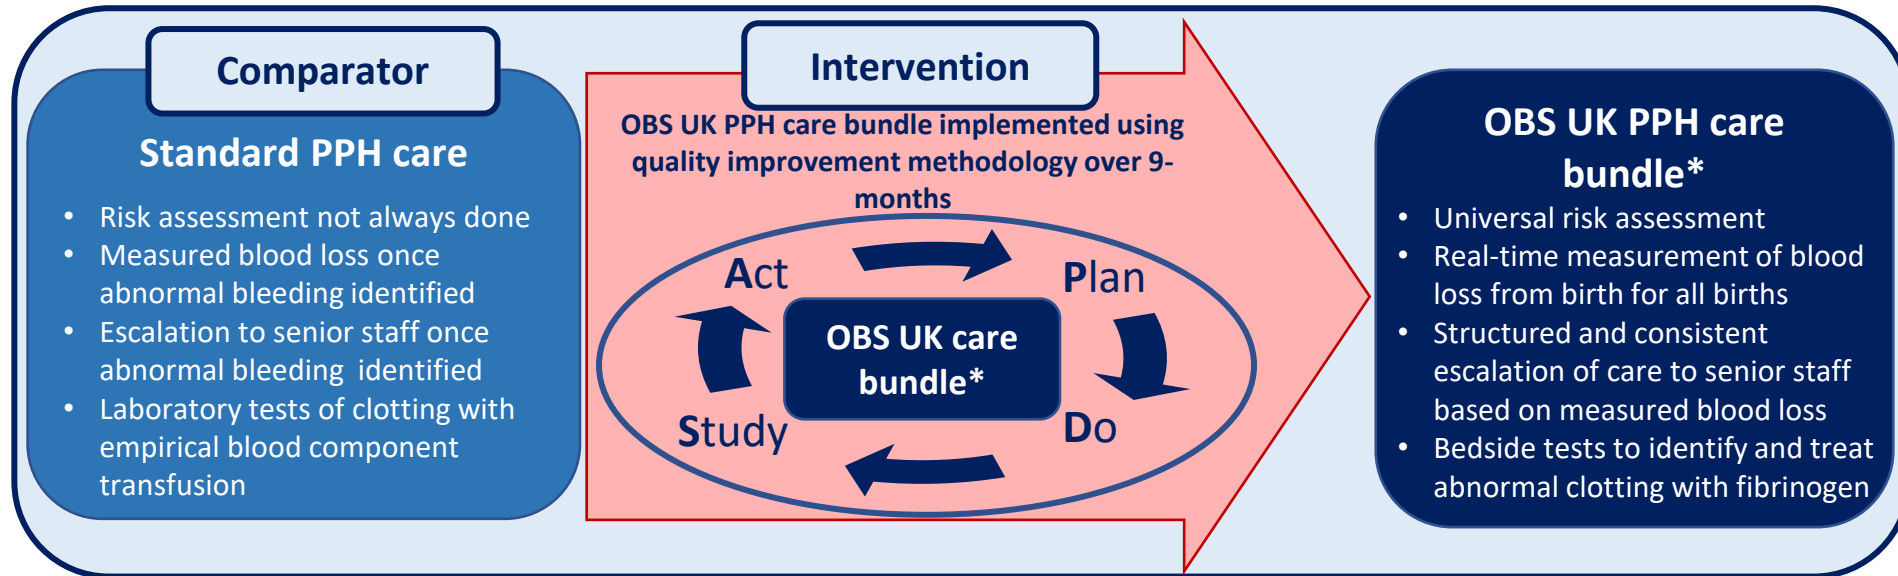 Comparator
Standard PPH care
• Risk assessment not always done
• Measured blood loss once
abnormal bleeding identified
• Escalation to senior staff once
abnormal bleeding  identified
• Laboratory tests of clotting with
empirical blood component
transfusion
Intervention
OBS UK PPH care bundle implemented using
quality improvement methodology over 9-
months
Act
Plan
OBS UK care
bundle*
Study
Do
OBS UK PPH care
bundle*
• Universal risk assessment
• Real-time measurement of blood
loss from birth for all births
• Structured and consistent
escalation of care to senior staff
based on measured blood loss
• Bedside tests to identify and treat
abnormal clotting with fibrinogen